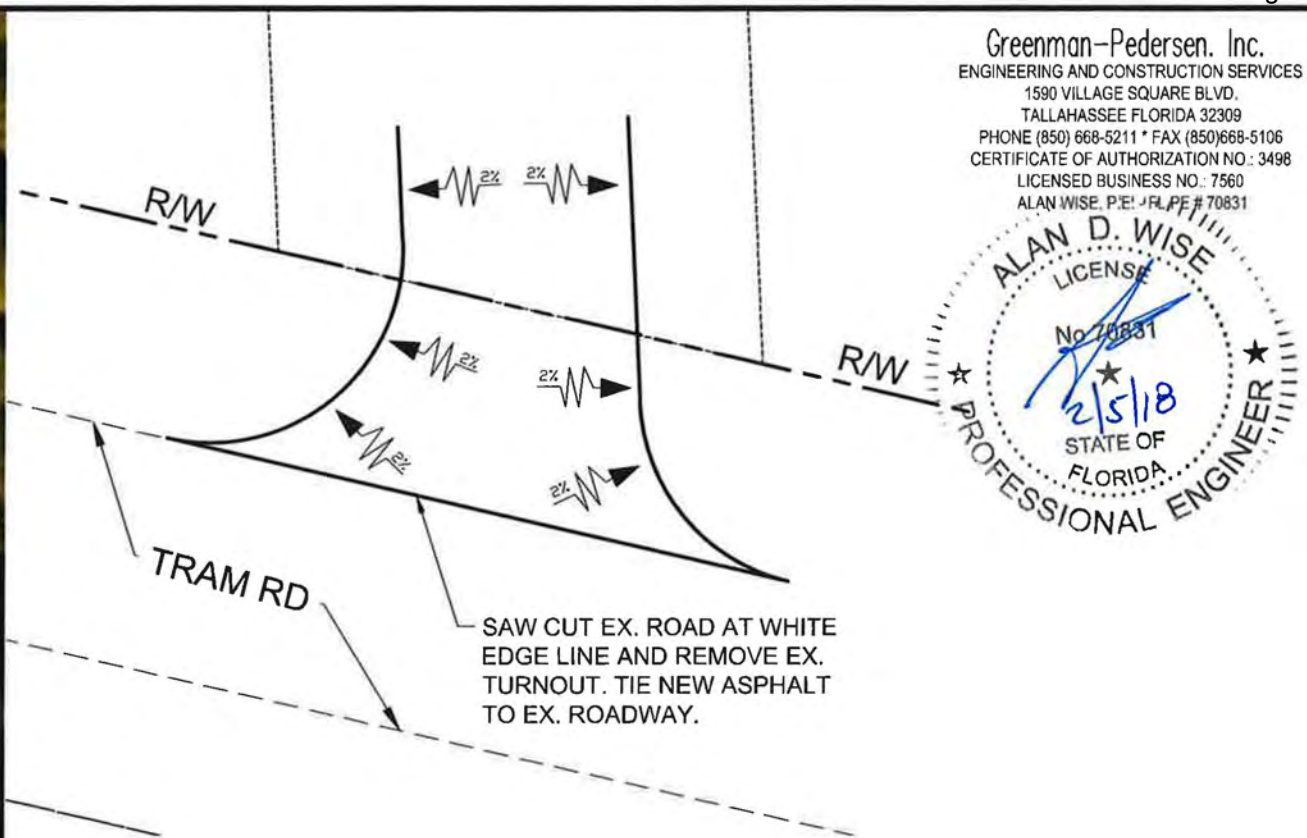 Greenman-Pedersen. Inc.
ENGINEERING AND CONSTRUCTION SERVICES
1590 VILLAGE SQUARE BLVD.
TALLAHASSEE FLORIDA 32309
PHONE (850) 668-5211 * FAX (850)668-5106
CERTIFICATE OF AUTHORIZATION NO.: 3498
LICENSED BUSINESS NO.: 7560
ALAN WISE, P.E. - FL PE # 70831
ALAN D. WISE
LICENSE
No 70831
2/5/18
STATE OF
FLORIDA
PROFESSIONAL ENGINEER
R/W
2%
2%
R/W
2%
2%
2%
2%
TRAM RD
SAW CUT EX. ROAD AT WHITE
EDGE LINE AND REMOVE EX.
TURNOUT. TIE NEW ASPHALT
TO EX. ROADWAY.